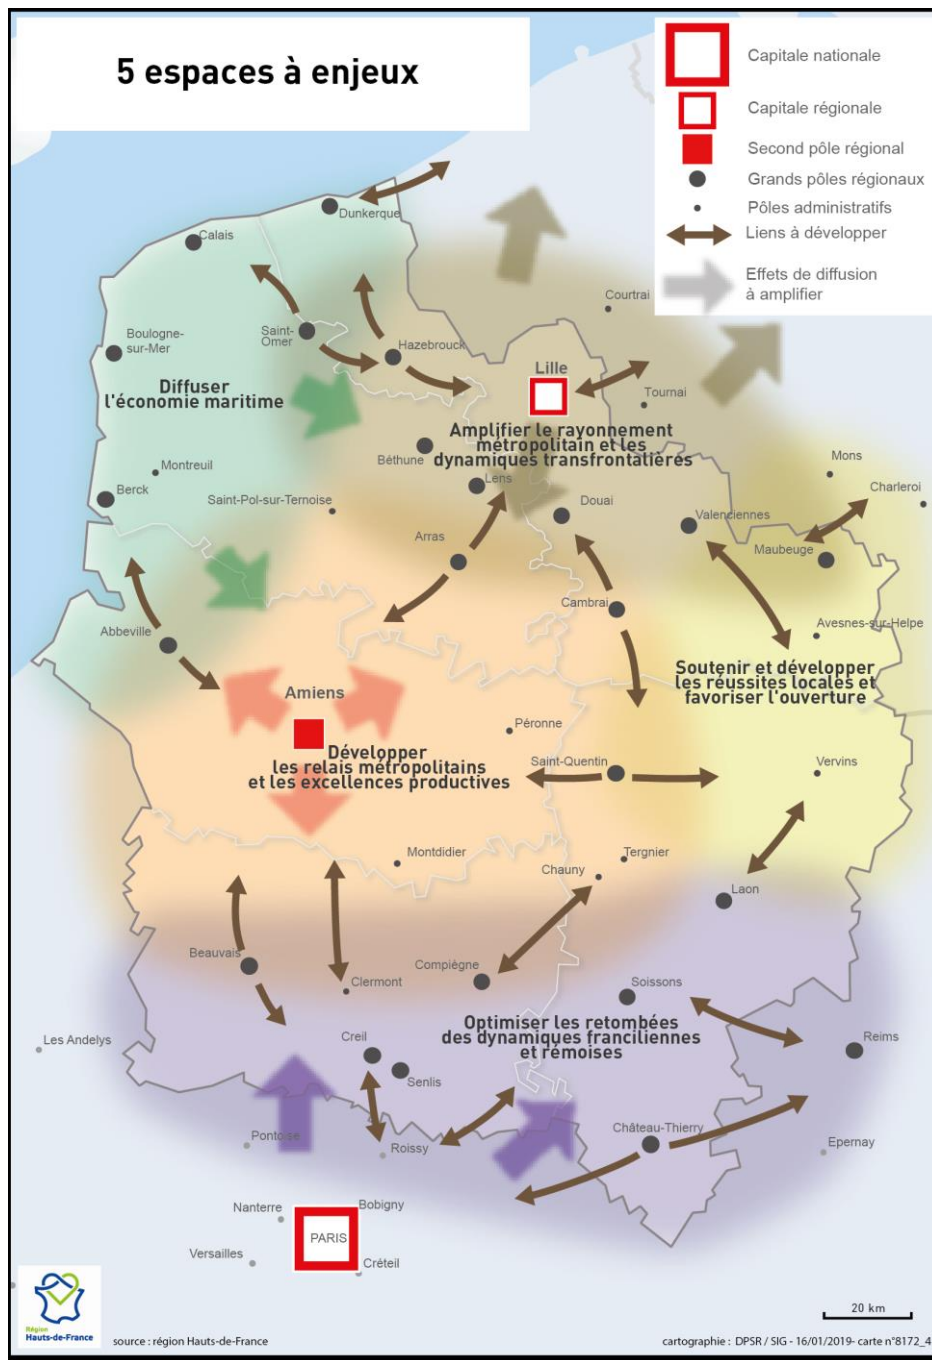 5 espaces à enjeux
Capitale nationale
Capitale régionale
Second pôle régional
Grands pôles régionaux
Pôles administratifs
Liens à développer
Effets de diffusion
à amplifier
Dunkerque
Calais
Courtrai
Saint-
Omer
Boulogne-
sur-Mer
Hazebrouck
Lille
Diffuser
l'économie maritime
Tournai
Amplifier le rayonnement
métropolitain et les
dynamiques transfrontalières
Béthune
Mons
Montreuil
Lens
Charleroi
Berck
Saint-Pol-sur-Ternoise
Douai
Valenciennes
Arras
Maubeuge
Cambrai
Abbeville
Avesnes-sur-Helpe
Soutenir et développer
les réussites locales et
favoriser l'ouverture
Amiens
Péronne
Développer
les relais métropolitains
et les excellences productives
Saint-Quentin
Vervins
Montdidier
Tergnier
Chauny
Laon
Beauvais
Compiègne
Clermont
Soissons
Optimiser les retombées
des dynamiques franciliennes
et rémoises
Les Andelys
Creil
Reims
Senlis
Château-Thierry
Pontoise
Roissy
Epernay
Nanterre
Bobigny
PARIS
Versailles
Créteil
20 km
Région
Hauts-de-France
source : région Hauts-de-France
cartographie : DPSR / SIG - 16/01/2019- carte n°8172_4